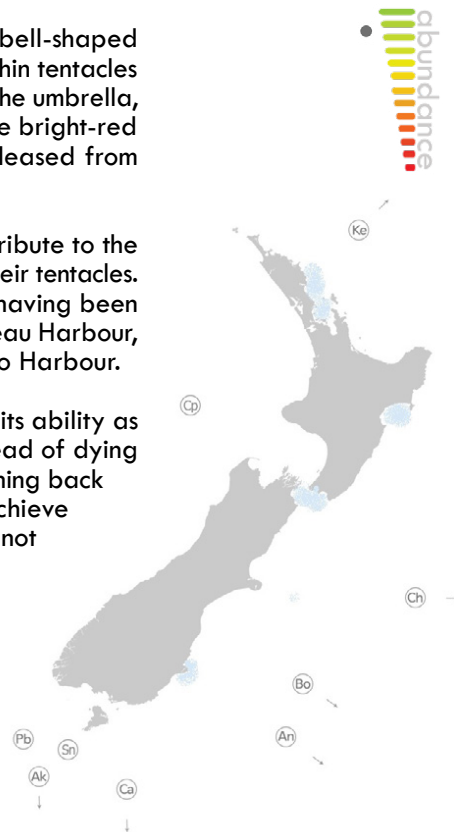 bell-shaped
hin tentacles
he umbrella,
e bright-red
leased from
ribute to the
eir tentacles.
having been
eau Harbour,
o Harbour.
its ability as
ead of dying
ning back
chieve
not
abundance
Ke
Cp
Ch
Bo
An
Pb
Sn
Ak
Ca